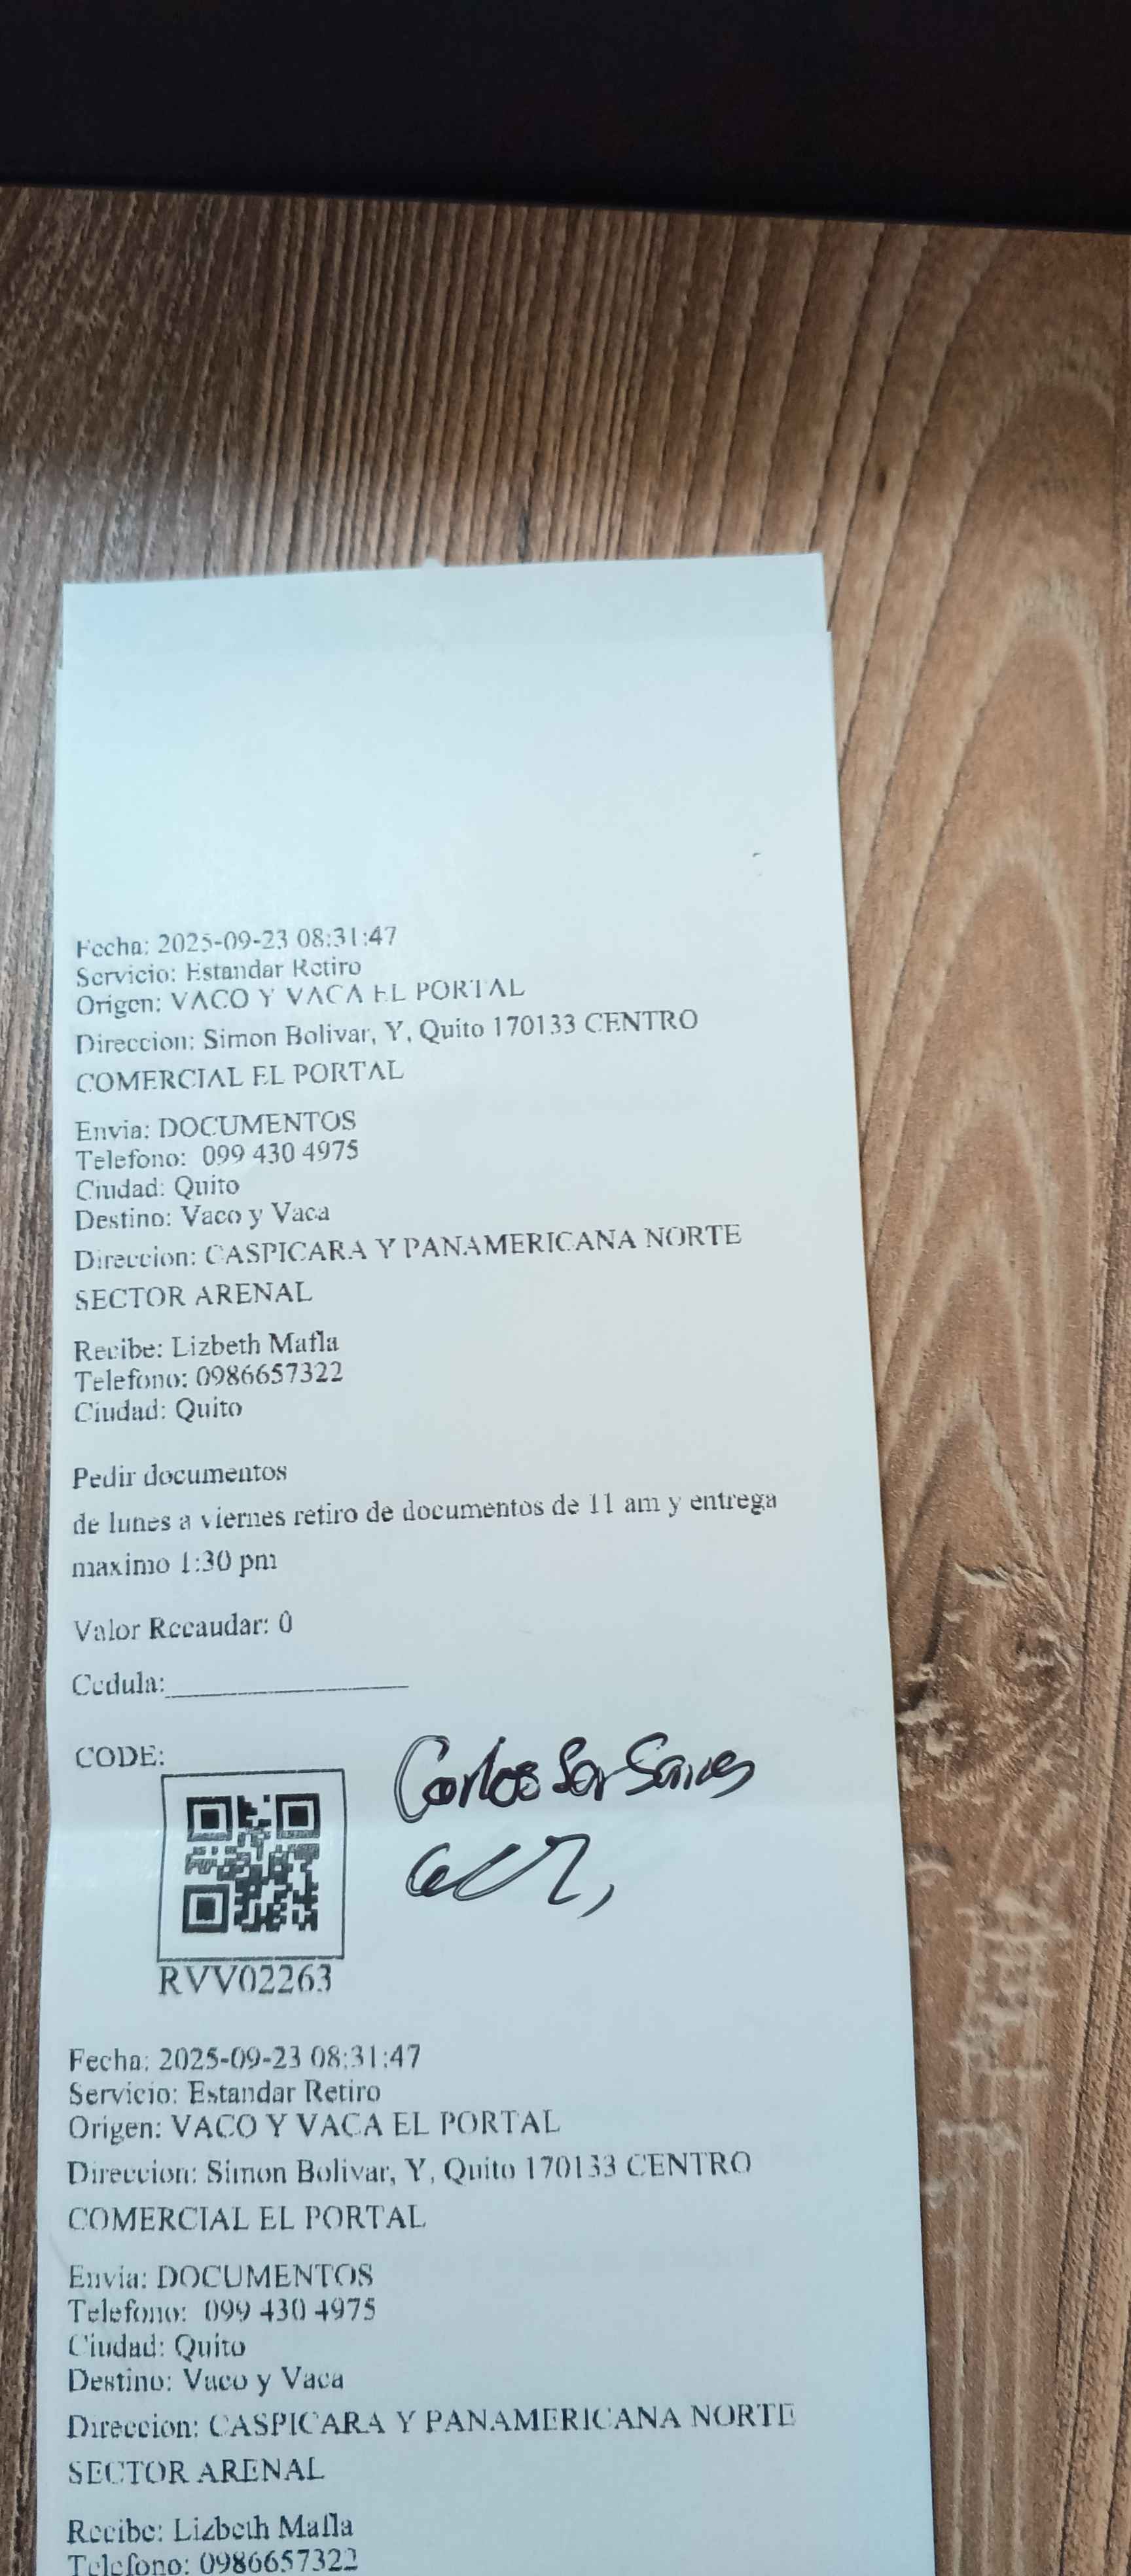 Fecha: 2025-09-23 08:31:47
Servicio: Estandar Retiro
Origen: VACO Y VACA EL PORTAL
Direccion: Simon Bolivar, Y, Quito 170133 CENTRO
COMERCIAL EL PORTAL
Envia: DOCUMENTOS
Telefono: 099 430 4975
Ciudad: Quito
Destino: Vaco y Vaca
Direccion: CASPICARA Y PANAMERICANA NORTE
SECTOR ARENAL
Recibe: Lizbeth Mafla
Telefono: 0986657322
Ciudad: Quito
Pedir documentos
de lunes a viernes retiro de documentos de 11 am y entrega
maximo 1:30 pm
Valor Recaudar: 0
Cedula:
CODE:
Carlos
RVV02263
Fecha: 2025-09-23 08:31:47
Servicio: Estandar Retiro
Origen: VACO Y VACA EL PORTAL
Direccion: Simon Bolivar, Y, Quito 170133 CENTRO
COMERCIAL EL PORTAL
Envia: DOCUMENTOS
Telefono: 099 430 4975
Ciudad: Quito
Destino: Vaco y Vaca
Direccion: CASPICARA Y PANAMERICANA NORTE
SECTOR ARENAL
Recibe: Lizbeth Mafla
Telefono: 0986657322